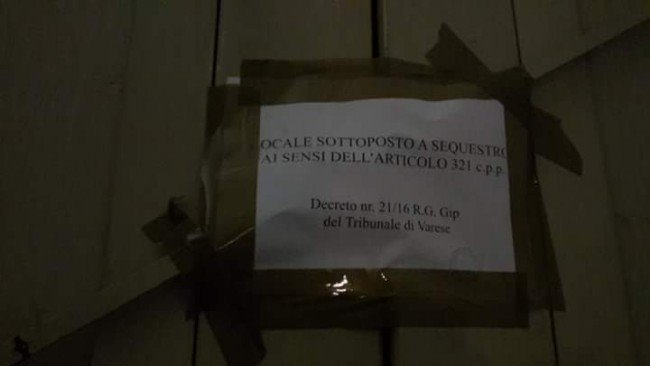 OCALE SOTTOPOSTO A SEQUESTRO
AI SENSI DELL'ARTICOLO 321 c.p.p.
Decreto nr. 21/16 R.G. Gip
del Tribunale di Varese